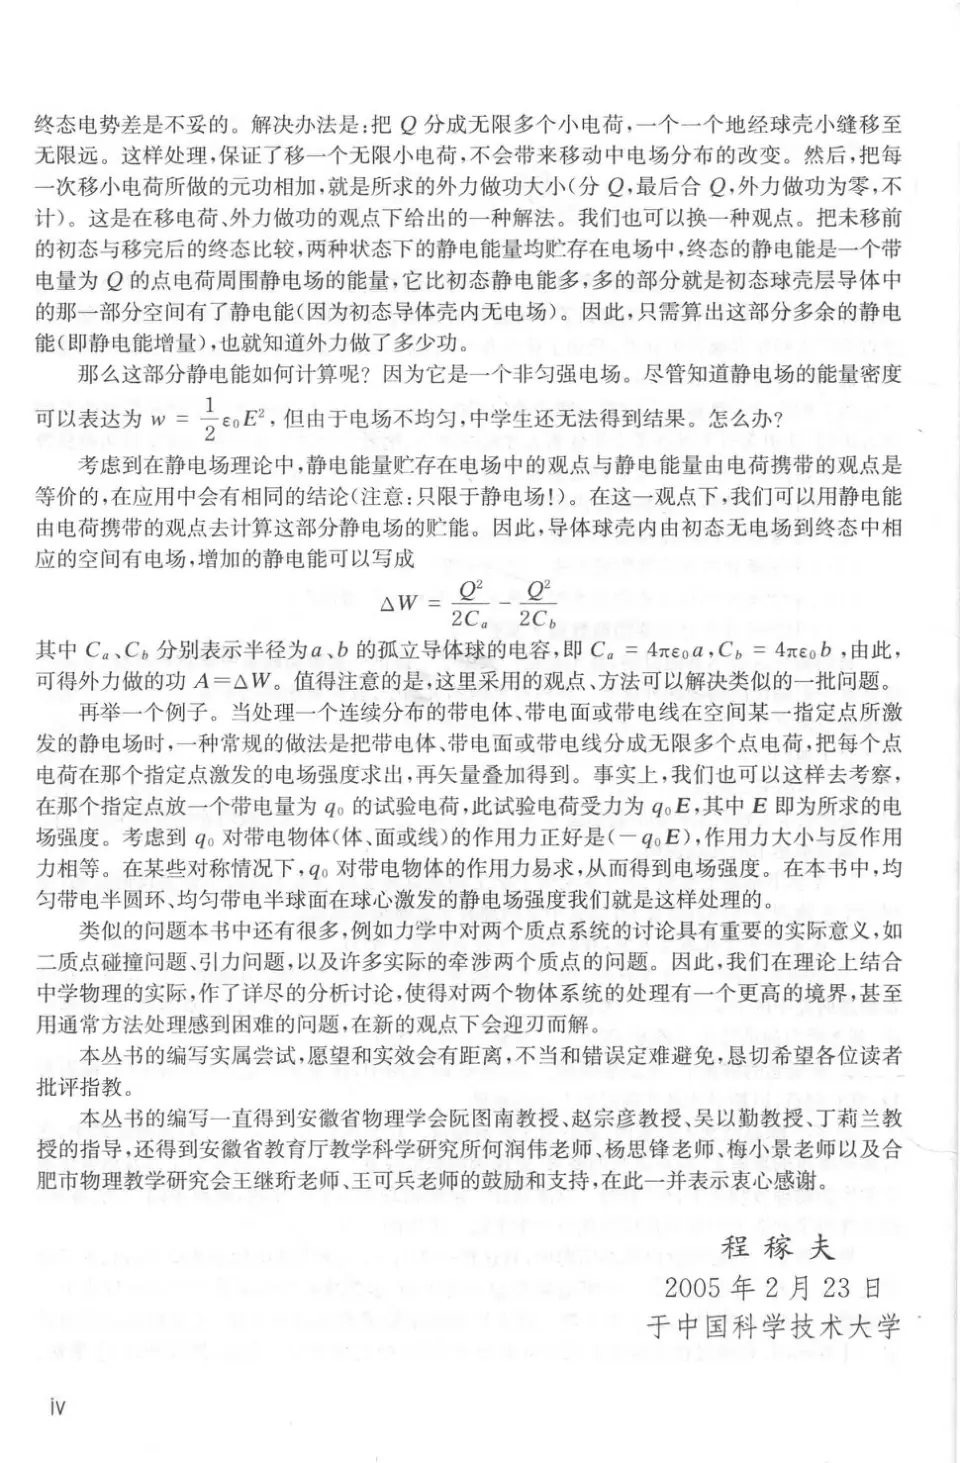 终态电势差是不妥的。解决办法是:把 Q 分成无限多个小电荷,一个一个地经球壳小缝移至
无限远。这样处理,保证了移一个无限小电荷,不会带来移动中电场分布的改变。然后,把每
一次移小电荷所做的元功相加,就是所求的外力做功大小(分 Q,最后合 Q,外力做功为零,不
计)。这是在移电荷、外力做功的观点下给出的一种解法。我们也可以换一种观点。把未移前
的初态与移完后的终态比较,两种状态下的静电能量均贮存在电场中,终态的静电能是一个带
电量为 Q 的点电荷周围静电场的能量,它比初态静电能多,多的部分就是初态球壳层导体中
的那一部分空间有了静电能(因为初态导体壳内无电场)。因此,只需算出这部分多余的静电
能(即静电能增量),也就知道外力做了多少功。
那么这部分静电能如何计算呢? 因为它是一个非匀强电场。尽管知道静电场的能量密度
可以表达为 w = 1/2 ε₀E²,但由于电场不均匀,中学生还无法得到结果。怎么办?
考虑到在静电场理论中,静电能量贮存在电场中的观点与静电能量由电荷携带的观点是
等价的,在应用中会有相同的结论(注意:只限于静电场!)。在这一观点下,我们可以用静电能
由电荷携带的观点去计算这部分静电场的贮能。因此,导体球壳内由初态无电场到终态中相
应的空间有电场,增加的静电能可以写成
△W = Q²/2Cₐ − Q²/2C_b
其中 Cₐ、C_b 分别表示半径为a、b 的孤立导体球的电容,即 Cₐ = 4πε₀a,C_b = 4πε₀b ,由此,
可得外力做的功 A=△W。值得注意的是,这里采用的观点、方法可以解决类似的一批问题。
再举一个例子。当处理一个连续分布的带电体、带电面或带电线在空间某一指定点所激
发的静电场时,一种常规的做法是把带电体、带电面或带电线分成无限多个点电荷,把每个点
电荷在那个指定点激发的电场强度求出,再矢量叠加得到。事实上,我们也可以这样去考察,
在那个指定点放一个带电量为 q₀ 的试验电荷,此试验电荷受力为 q₀E,其中 E 即为所求的电
场强度。考虑到 q₀ 对带电物体(体、面或线)的作用力正好是(−q₀E),作用力大小与反作用
力相等。在某些对称情况下,q₀ 对带电物体的作用力易求,从而得到电场强度。在本书中,均
匀带电半圆环、均匀带电半球面在球心激发的静电场强度我们就是这样处理的。
类似的问题本书中还有很多,例如力学中对两个质点系统的讨论具有重要的实际意义,如
二质点碰撞问题、引力问题,以及许多实际的牵涉两个质点的问题。因此,我们在理论上结合
中学物理的实际,作了详尽的分析讨论,使得对两个物体系统的处理有一个更高的境界,甚至
用通常方法处理感到困难的问题,在新的观点下会迎刃而解。
本丛书的编写实属尝试,愿望和实效会有距离,不当和错误定难避免,恳切希望各位读者
批评指教。
本丛书的编写一直得到安徽省物理学会阮图南教授、赵宗彦教授、吴以勤教授、丁莉兰教
授的指导,还得到安徽省教育厅教学科学研究所何润伟老师、杨思锋老师、梅小景老师以及合
肥市物理教学研究会王继珩老师、王可兵老师的鼓励和支持,在此一并表示衷心感谢。
程稼夫
2005 年 2 月 23 日
于中国科学技术大学
iv